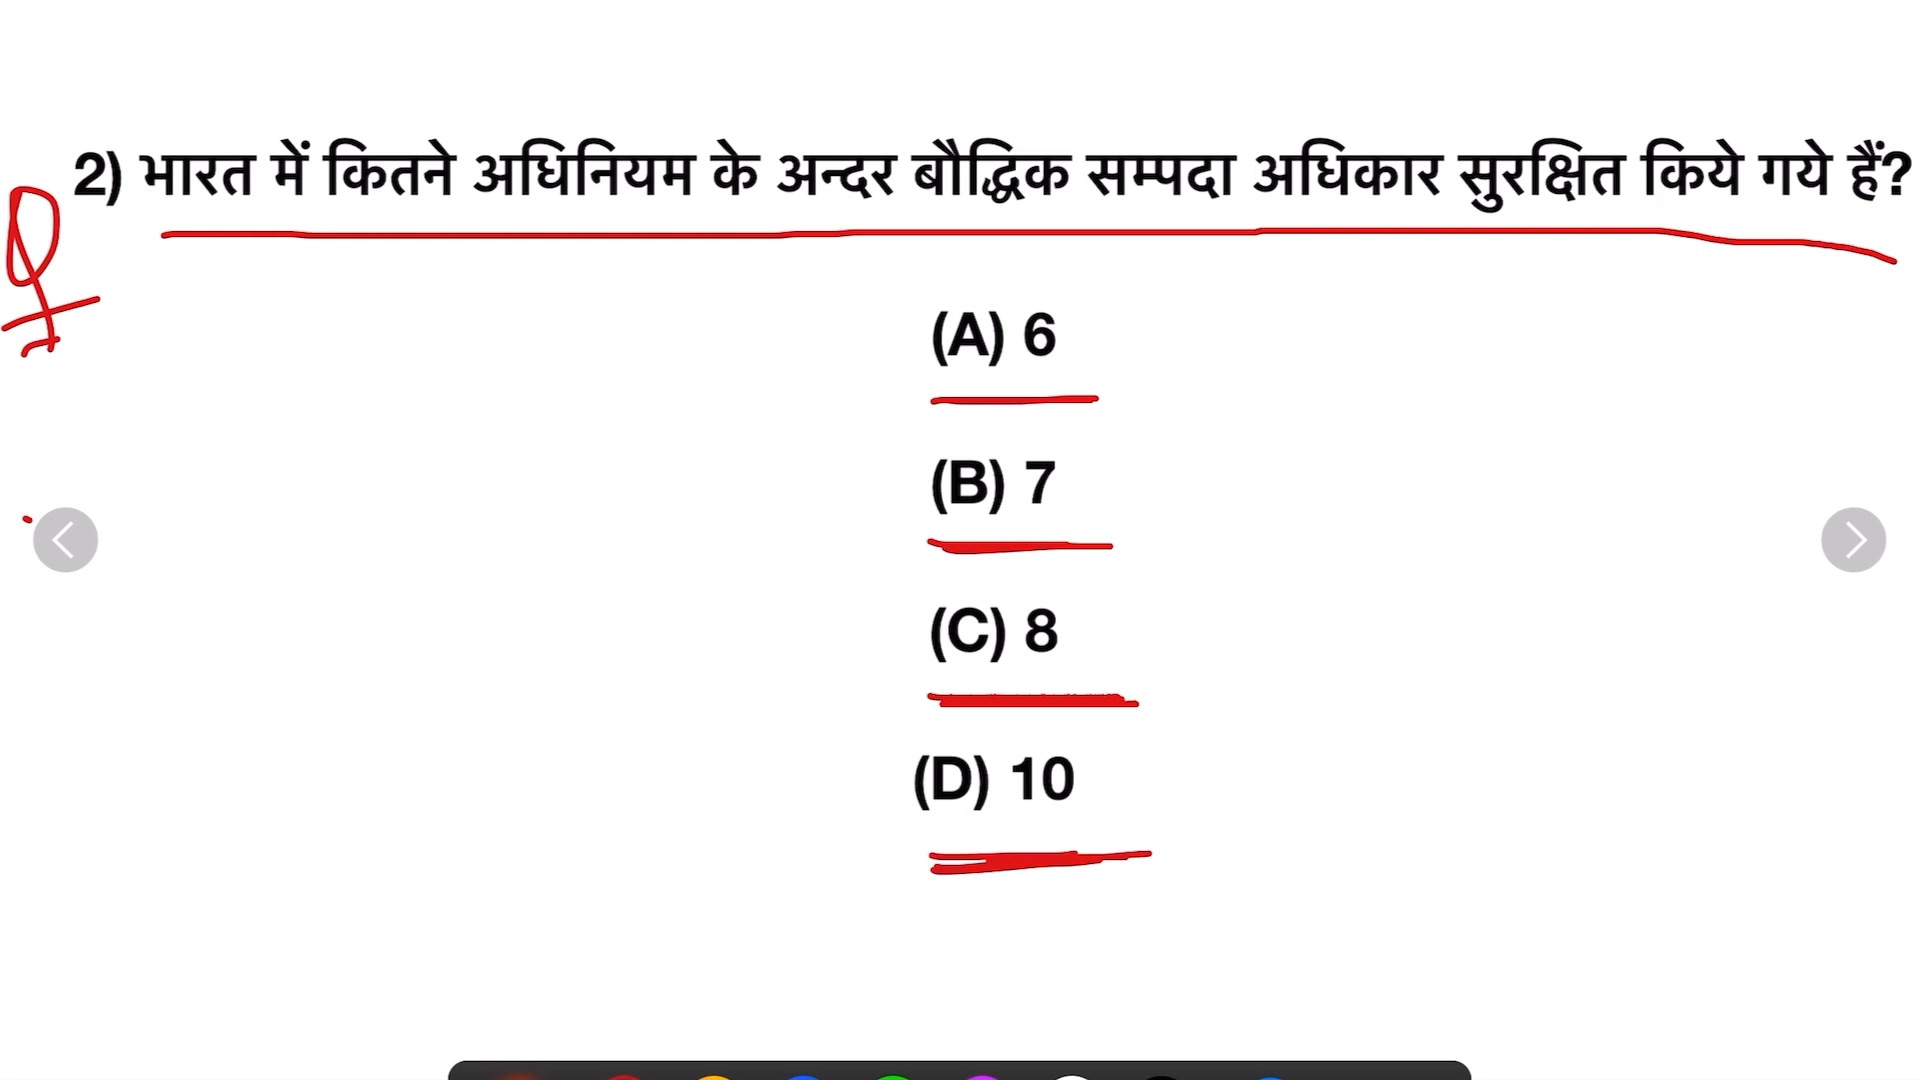 2) भारत में कितने अधिनियम के अन्दर बौद्धिक सम्पदा अधिकार सुरक्षित किये गये हैं?
Q
(A) 6
(B) 7
(C) 8
(D) 10